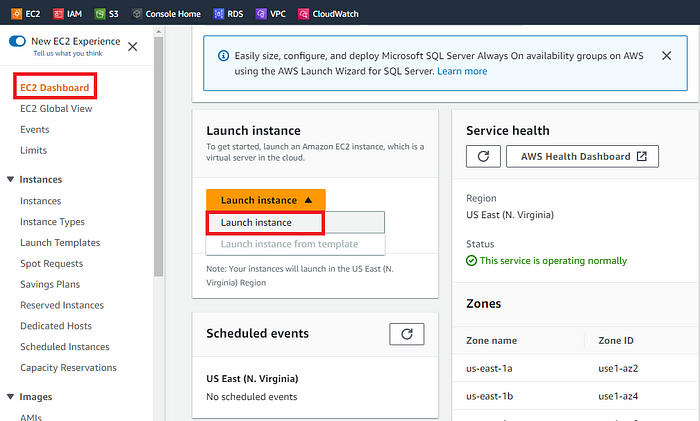 EC2 IAM S3 Console Home RDS VPC CloudWatch
New EC2 Experience
Tell us what you think
EC2 Dashboard
EC2 Global View
Events
Limits
Instances
Instances
Instance Types
Launch Templates
Spot Requests
Savings Plans
Reserved Instances
Dedicated Hosts
Scheduled Instances
Capacity Reservations
Images
AMIs
Easily size, configure, and deploy Microsoft SQL Server Always On availability groups on AWS
using the AWS Launch Wizard for SQL Server. Learn more
Launch instance
To get started, launch an Amazon EC2 instance, which is a
virtual server in the cloud.
Launch instance
Launch instance
Launch instance from template
Note: Your instances will launch in the US East (N.
Virginia) Region
Scheduled events
US East (N. Virginia)
No scheduled events
Service health
AWS Health Dashboard
Region
US East (N. Virginia)
Status
This service is operating normally
Zones
Zone name Zone ID
us-east-1a use1-az2
us-east-1b use1-az4